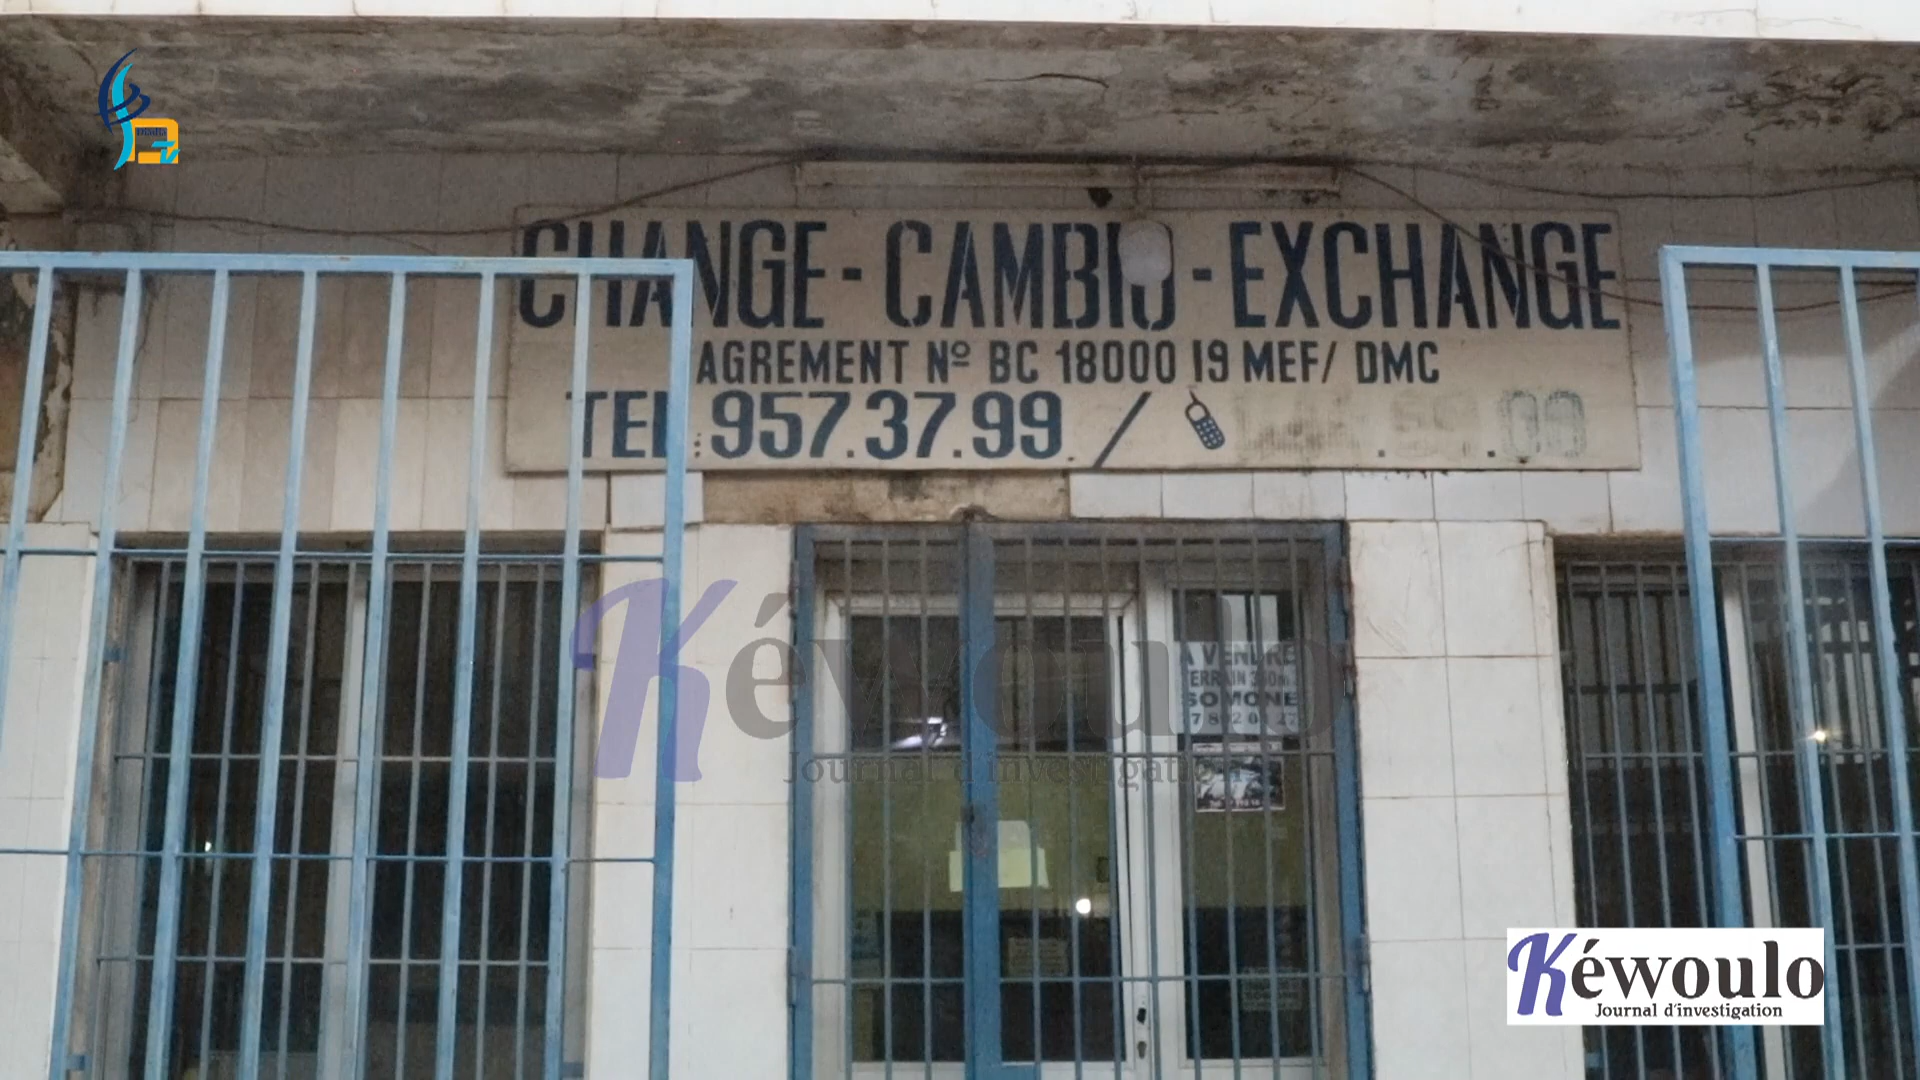 CHANGE - CAMBIO - EXCHANGE
AGREMENT Nº BC 18000 19 MEF/ DMC
TEL : 957.37.99. /
Kéwoulo
Journal d'investigation
A VENDRE
TERRAIN
SOMONE
Kéwoulo
Journal d'investigation